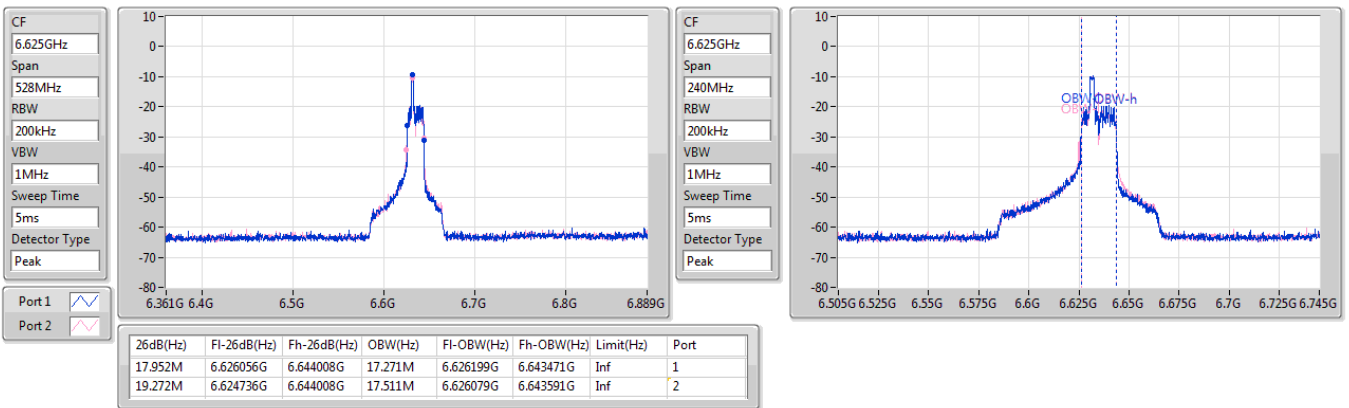 CF
6.625GHz
Span
528MHz
RBW
200kHz
VBW
1MHz
Sweep Time
5ms
Detector Type
Peak
Port 1
Port 2
10
0
-10
-20
-30
-40
-50
-60
-70
-80
6.361G 6.4G 6.5G 6.6G 6.7G 6.8G 6.889G
CF
6.625GHz
Span
240MHz
RBW
200kHz
VBW
1MHz
Sweep Time
5ms
Detector Type
Peak
10
0
-10
-20
-30
-40
-50
-60
-70
-80
OBW-h
6.505G 6.525G 6.55G 6.575G 6.6G 6.625G 6.65G 6.675G 6.7G 6.725G 6.745G
26dB(Hz) Fl-26dB(Hz) Fh-26dB(Hz) OBW(Hz) Fl-OBW(Hz) Fh-OBW(Hz) Limit(Hz) Port
17.952M 6.626056G 6.644008G 17.271M 6.626199G 6.643471G Inf 1
19.272M 6.624736G 6.644008G 17.511M 6.626079G 6.643591G Inf 2